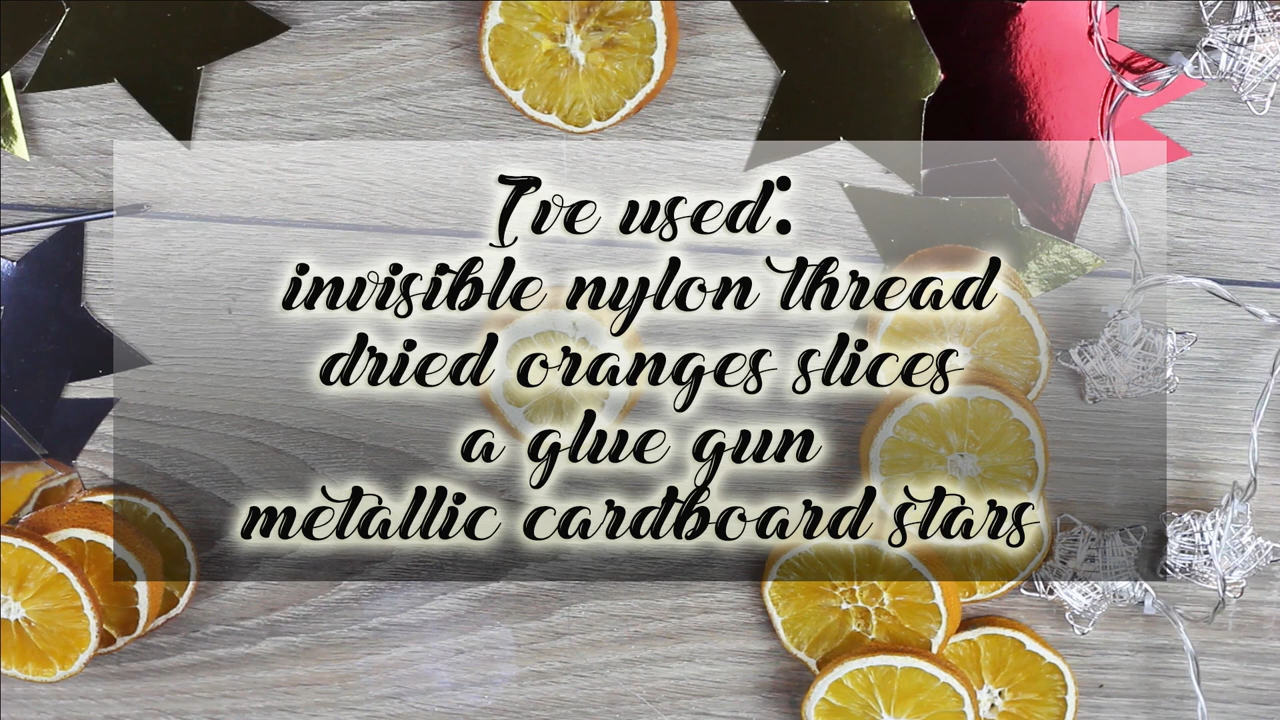 I've used:
invisible nylon thread
dried oranges slices
a glue gun
metallic cardboard stars